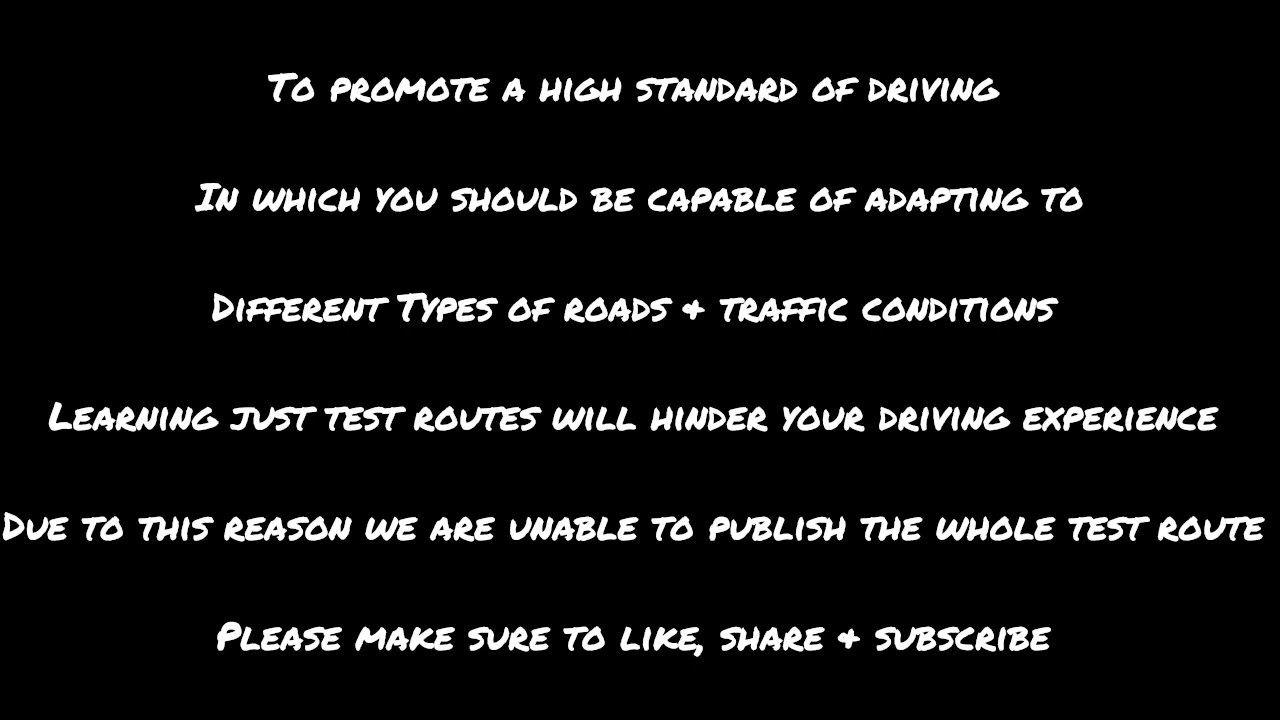 To promote a high standard of driving
In which you should be capable of adapting to
Different Types of roads & traffic conditions
Learning just test routes will hinder your driving experience
Due to this reason we are unable to publish the whole test route
Please make sure to like, share & subscribe